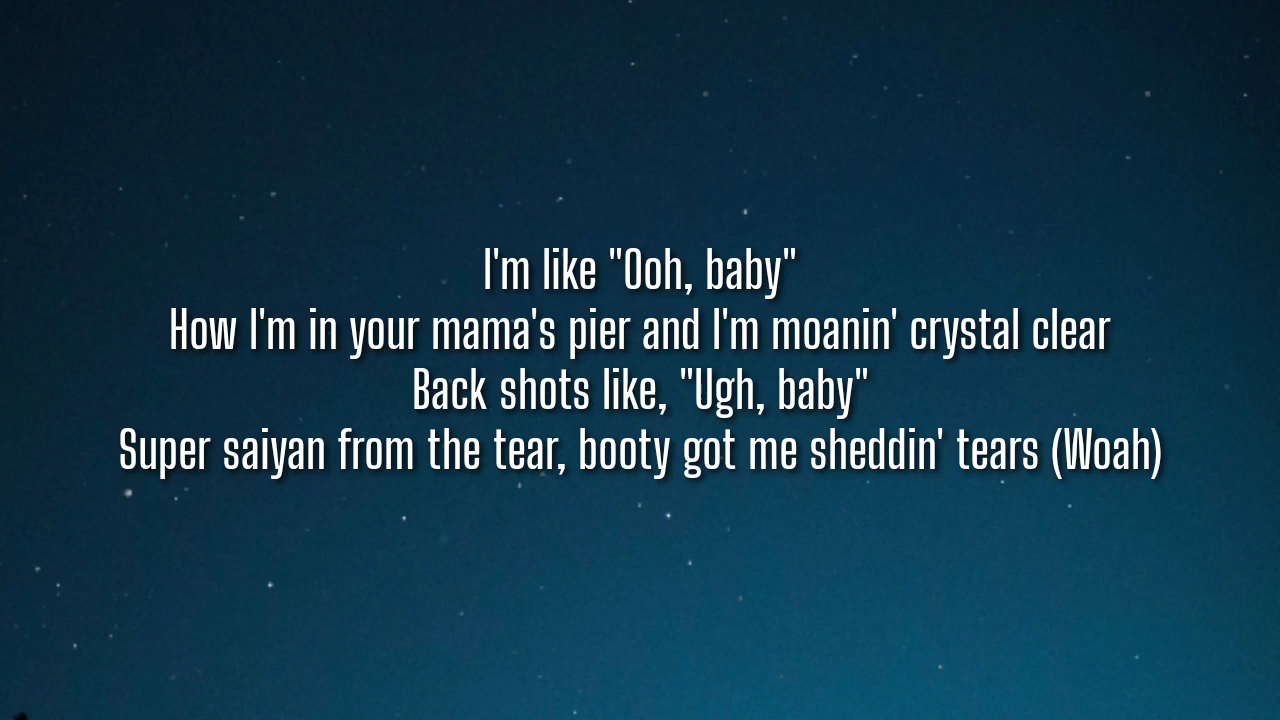 I'm like "Ooh, baby"
How I'm in your mama's pier and I'm moanin' crystal clear
Back shots like, "Ugh, baby"
Super saiyan from the tear, booty got me sheddin' tears (Woah)